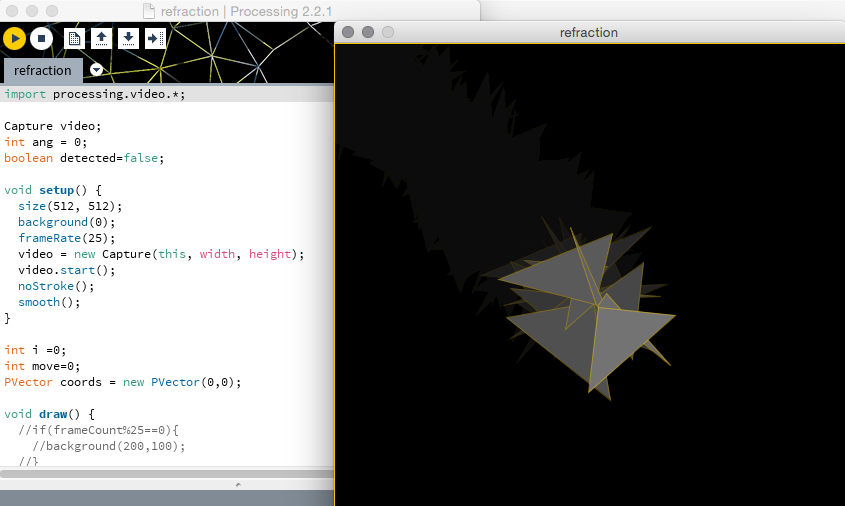 refraction | Processing 2.2.1
refraction
refraction
import processing.video.*;
Capture video;
int ang = 0;
boolean detected=false;
void setup() {
size(512, 512);
background(0);
frameRate(25);
video = new Capture(this, width, height);
video.start();
noStroke();
smooth();
}
int i =0;
int move=0;
PVector coords = new PVector(0,0);
void draw() {
//if(frameCount%25==0){
//background(200,100);
//}